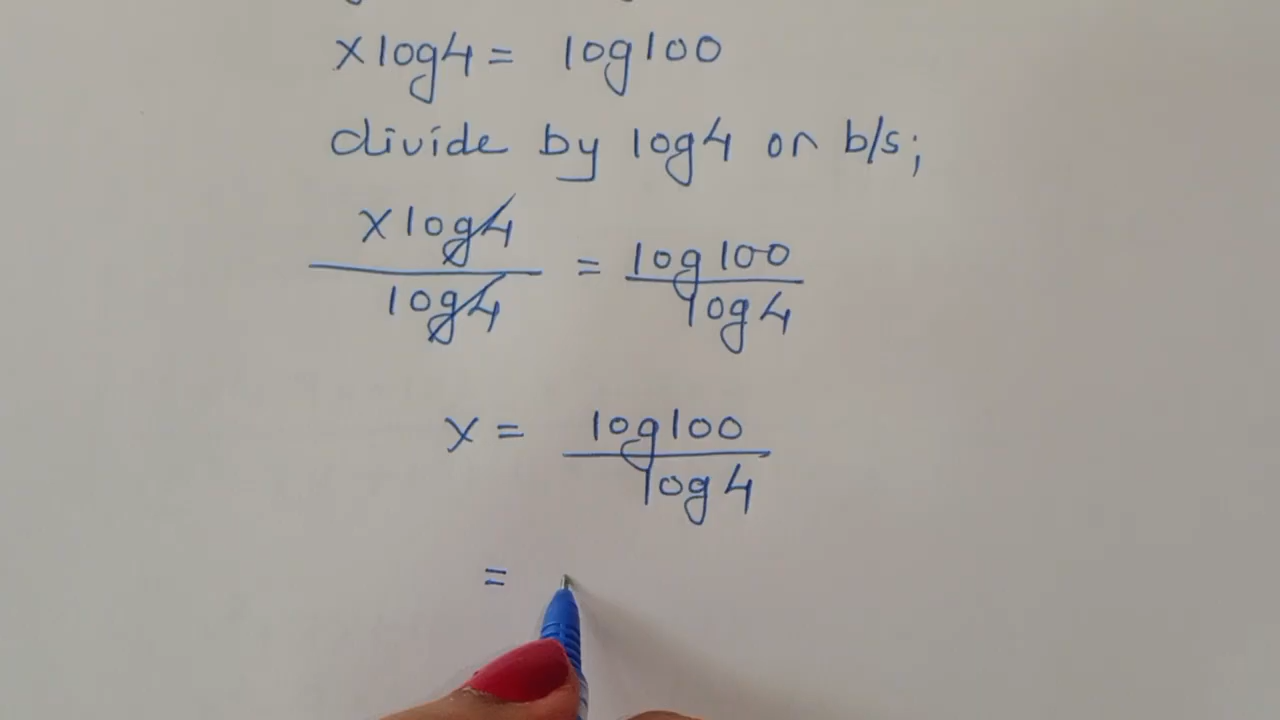 x log4 = log100
divide by log4 on b/s;
x log4
log4
=
log100
log4
x =
log100
log4
=